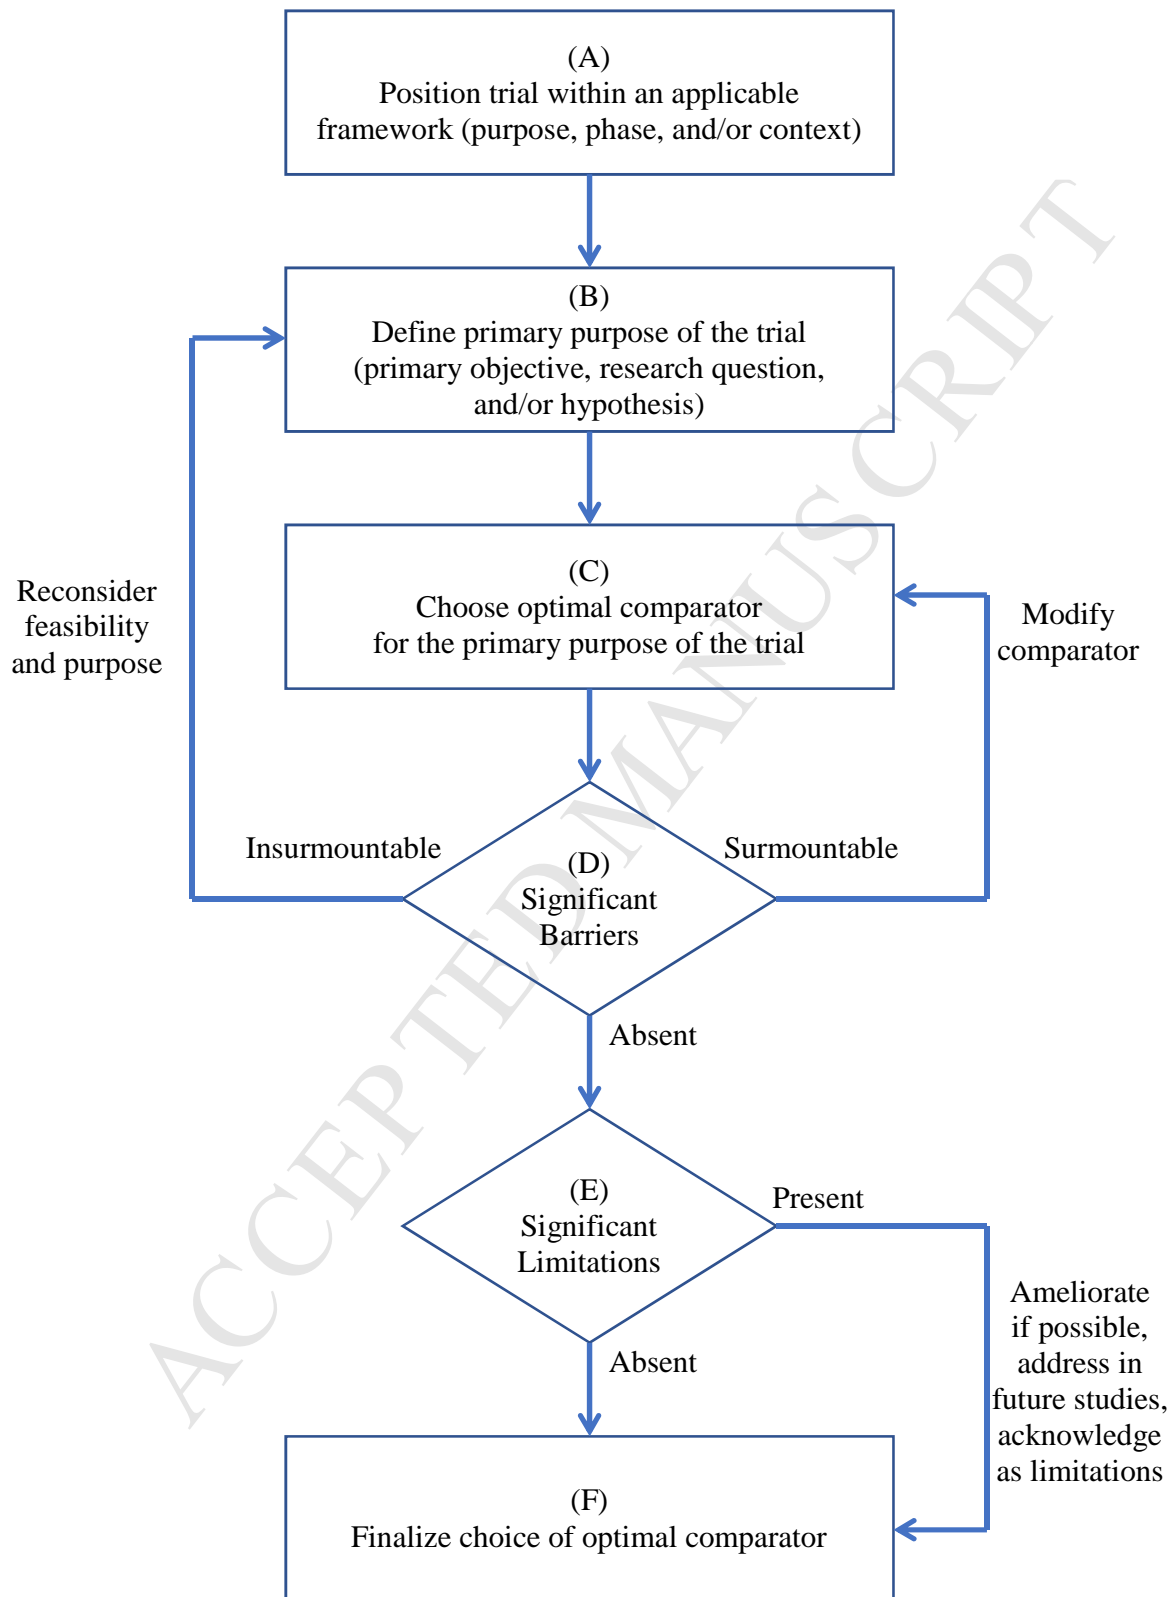 (A)
Position trial within an applicable
framework (purpose, phase, and/or context)
(B)
Define primary purpose of the trial
(primary objective, research question,
and/or hypothesis)
(C)
Choose optimal comparator
for the primary purpose of the trial
Reconsider
feasibility
and purpose
Modify
comparator
Insurmountable
(D)
Significant
Barriers
Surmountable
Absent
(E)
Significant
Limitations
Present
Absent
Ameliorate
if possible,
address in
future studies,
acknowledge
as limitations
(F)
Finalize choice of optimal comparator
ACCEPTED MANUSCRIPT